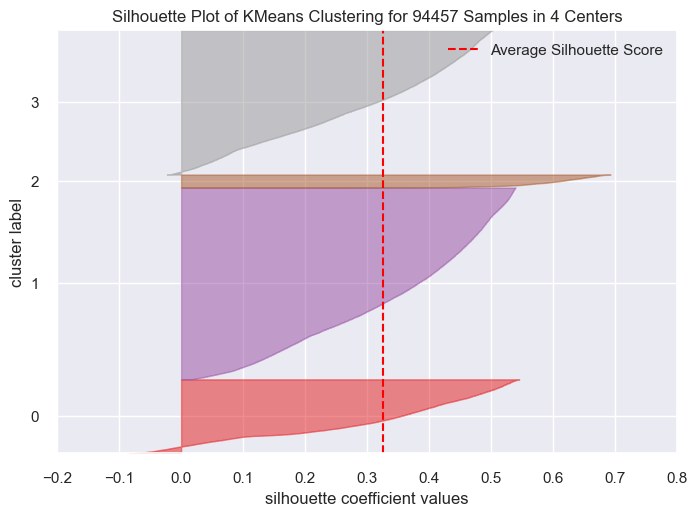 Silhouette Plot of KMeans Clustering for 94457 Samples in 4 Centers
Average Silhouette Score
3
2
1
0
cluster label
−0.2 −0.1 0.0 0.1 0.2 0.3 0.4 0.5 0.6 0.7 0.8
silhouette coefficient values